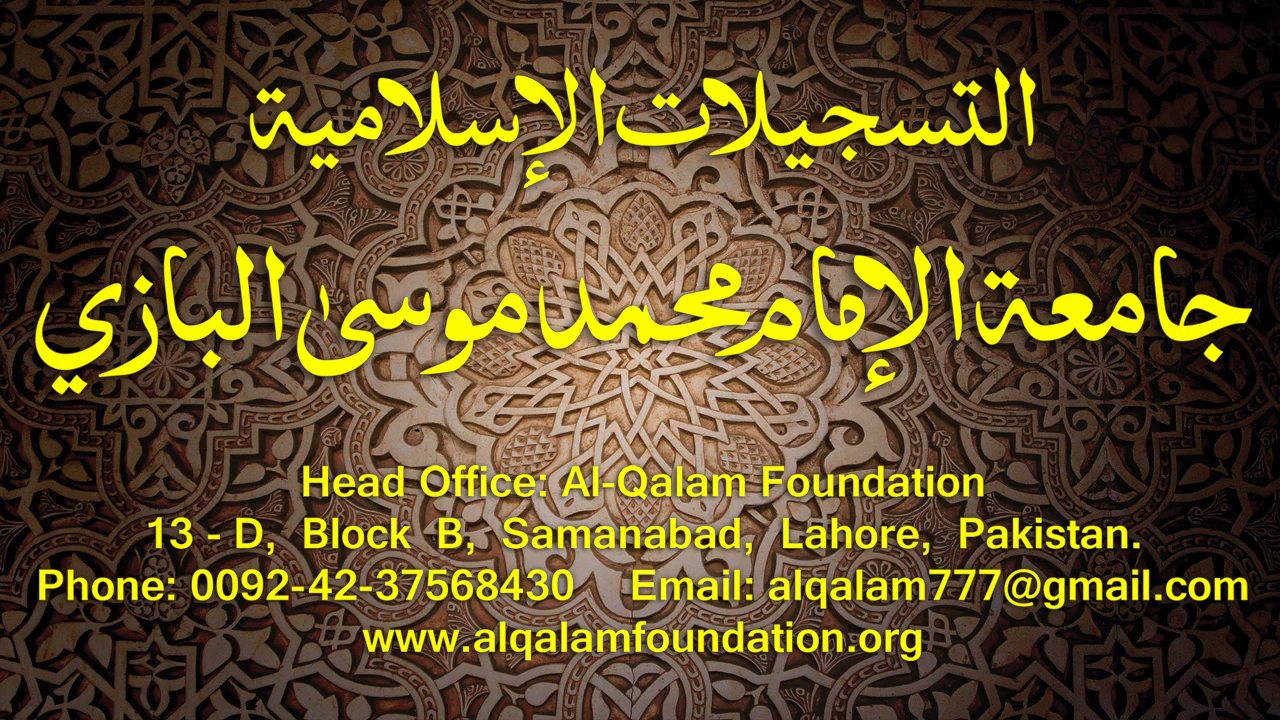 التسجيلات الإسلامية
جامعة الإمام محمد موسى البازي
Head Office: Al-Qalam Foundation
13 - D, Block B, Samanabad, Lahore, Pakistan.
Phone: 0092-42-37568430 Email: alqalam777@gmail.com
www.alqalamfoundation.org